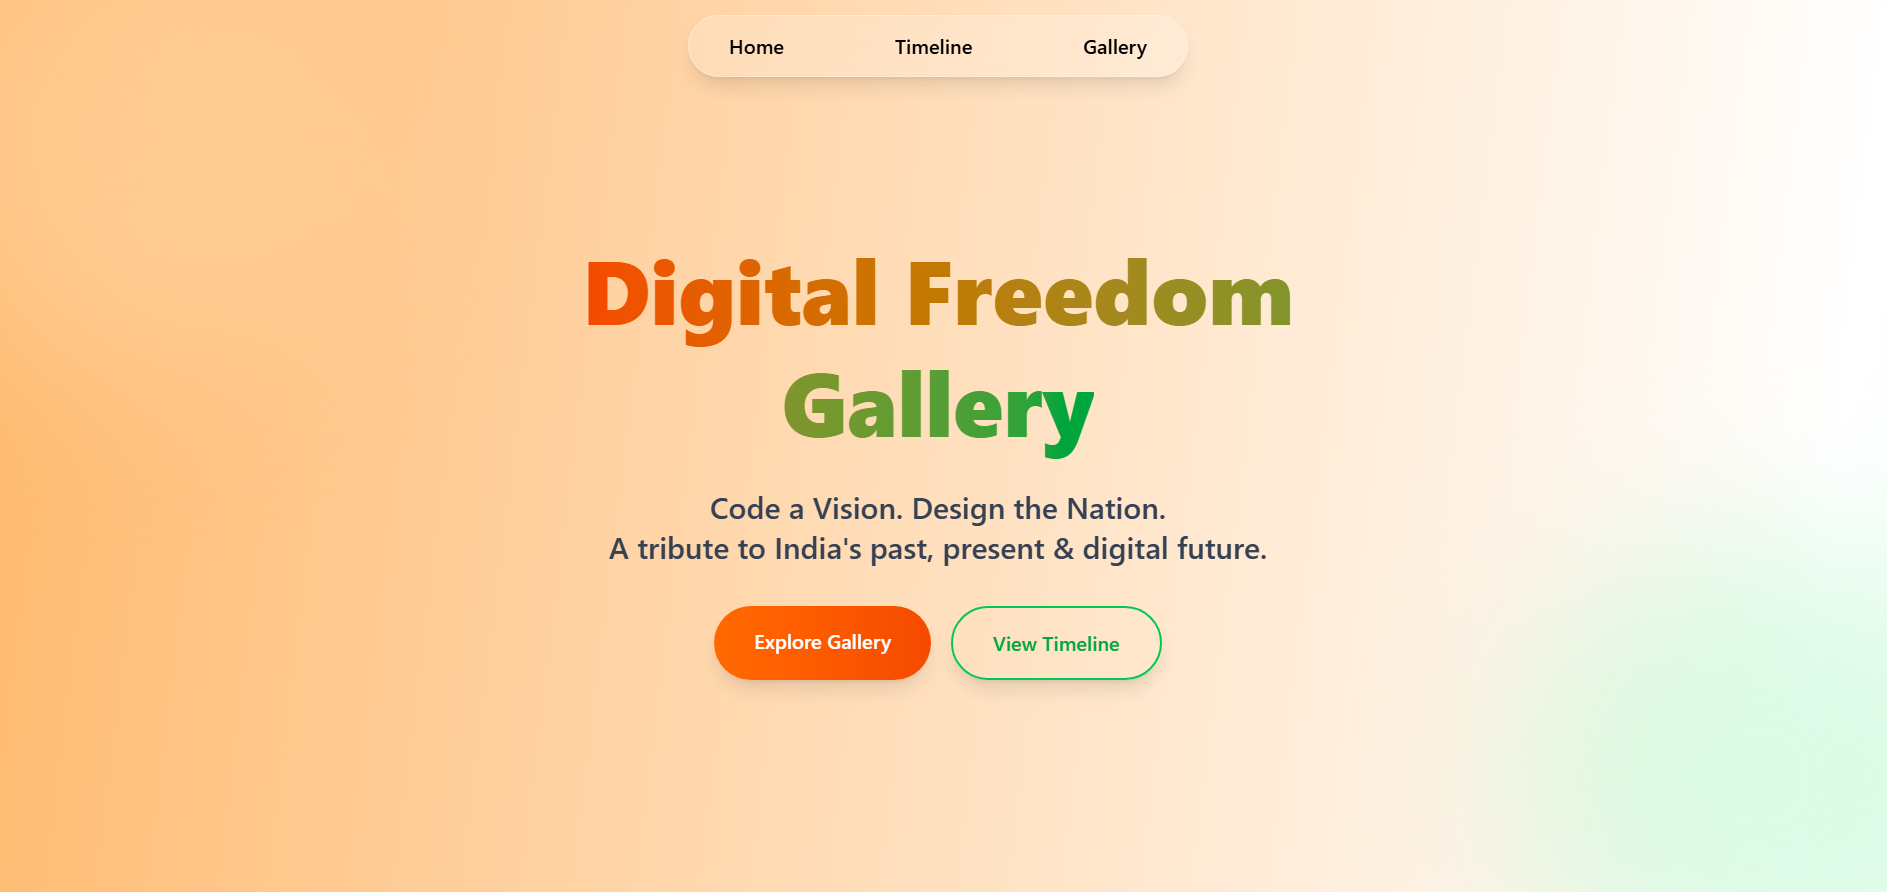 Home Timeline Gallery
Digital Freedom
Gallery
Code a Vision. Design the Nation.
A tribute to India's past, present & digital future.
Explore Gallery View Timeline